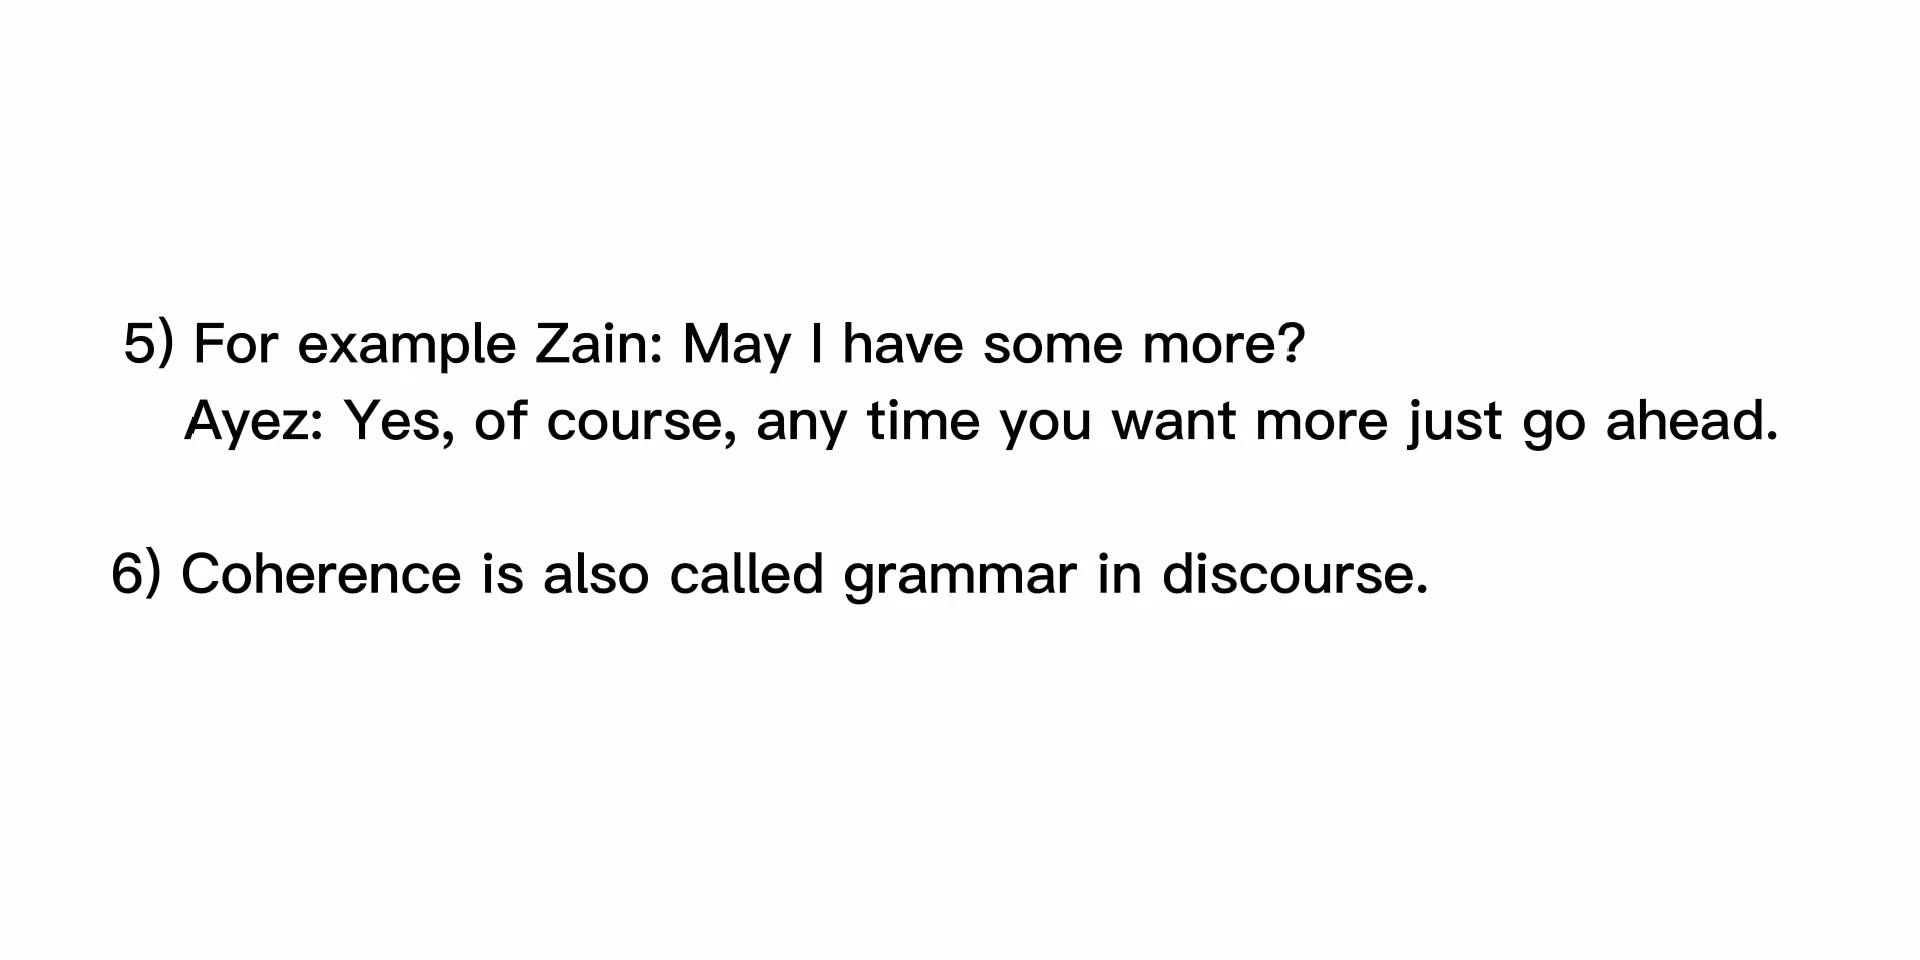 5) For example Zain: May I have some more?
Ayez: Yes, of course, any time you want more just go ahead.
6) Coherence is also called grammar in discourse.